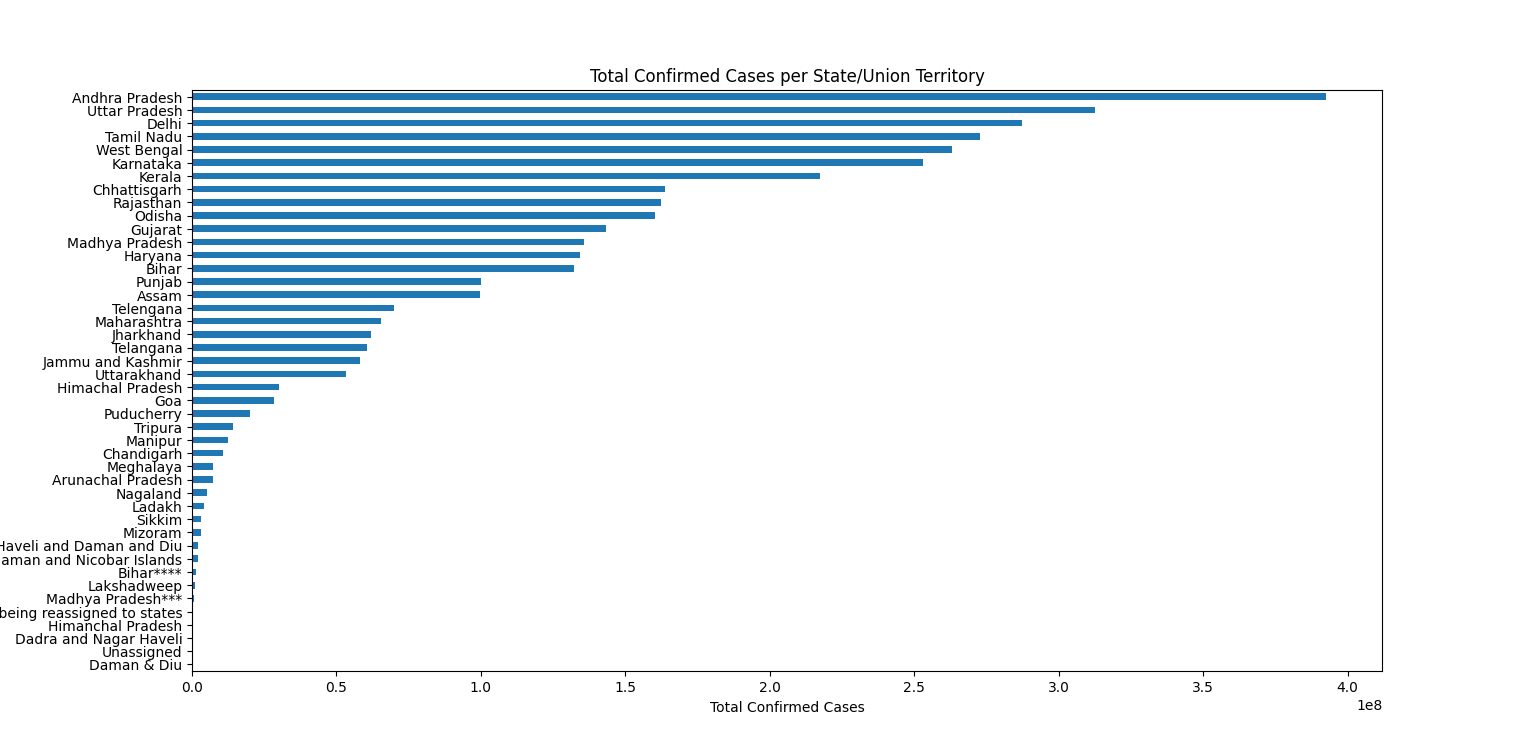 Total Confirmed Cases per State/Union Territory
Andhra Pradesh
Uttar Pradesh
Delhi
Tamil Nadu
West Bengal
Karnataka
Kerala
Chhattisgarh
Rajasthan
Odisha
Gujarat
Madhya Pradesh
Haryana
Bihar
Punjab
Assam
Telengana
Maharashtra
Jharkhand
Telangana
Jammu and Kashmir
Uttarakhand
Himachal Pradesh
Goa
Puducherry
Tripura
Manipur
Chandigarh
Meghalaya
Arunachal Pradesh
Nagaland
Ladakh
Sikkim
Mizoram
Haveli and Daman and Diu
aman and Nicobar Islands
Bihar****
Lakshadweep
Madhya Pradesh***
being reassigned to states
Himanchal Pradesh
Dadra and Nagar Haveli
Unassigned
Daman & Diu
0.0 0.5 1.0 1.5 2.0 2.5 3.0 3.5 4.0
1e8
Total Confirmed Cases